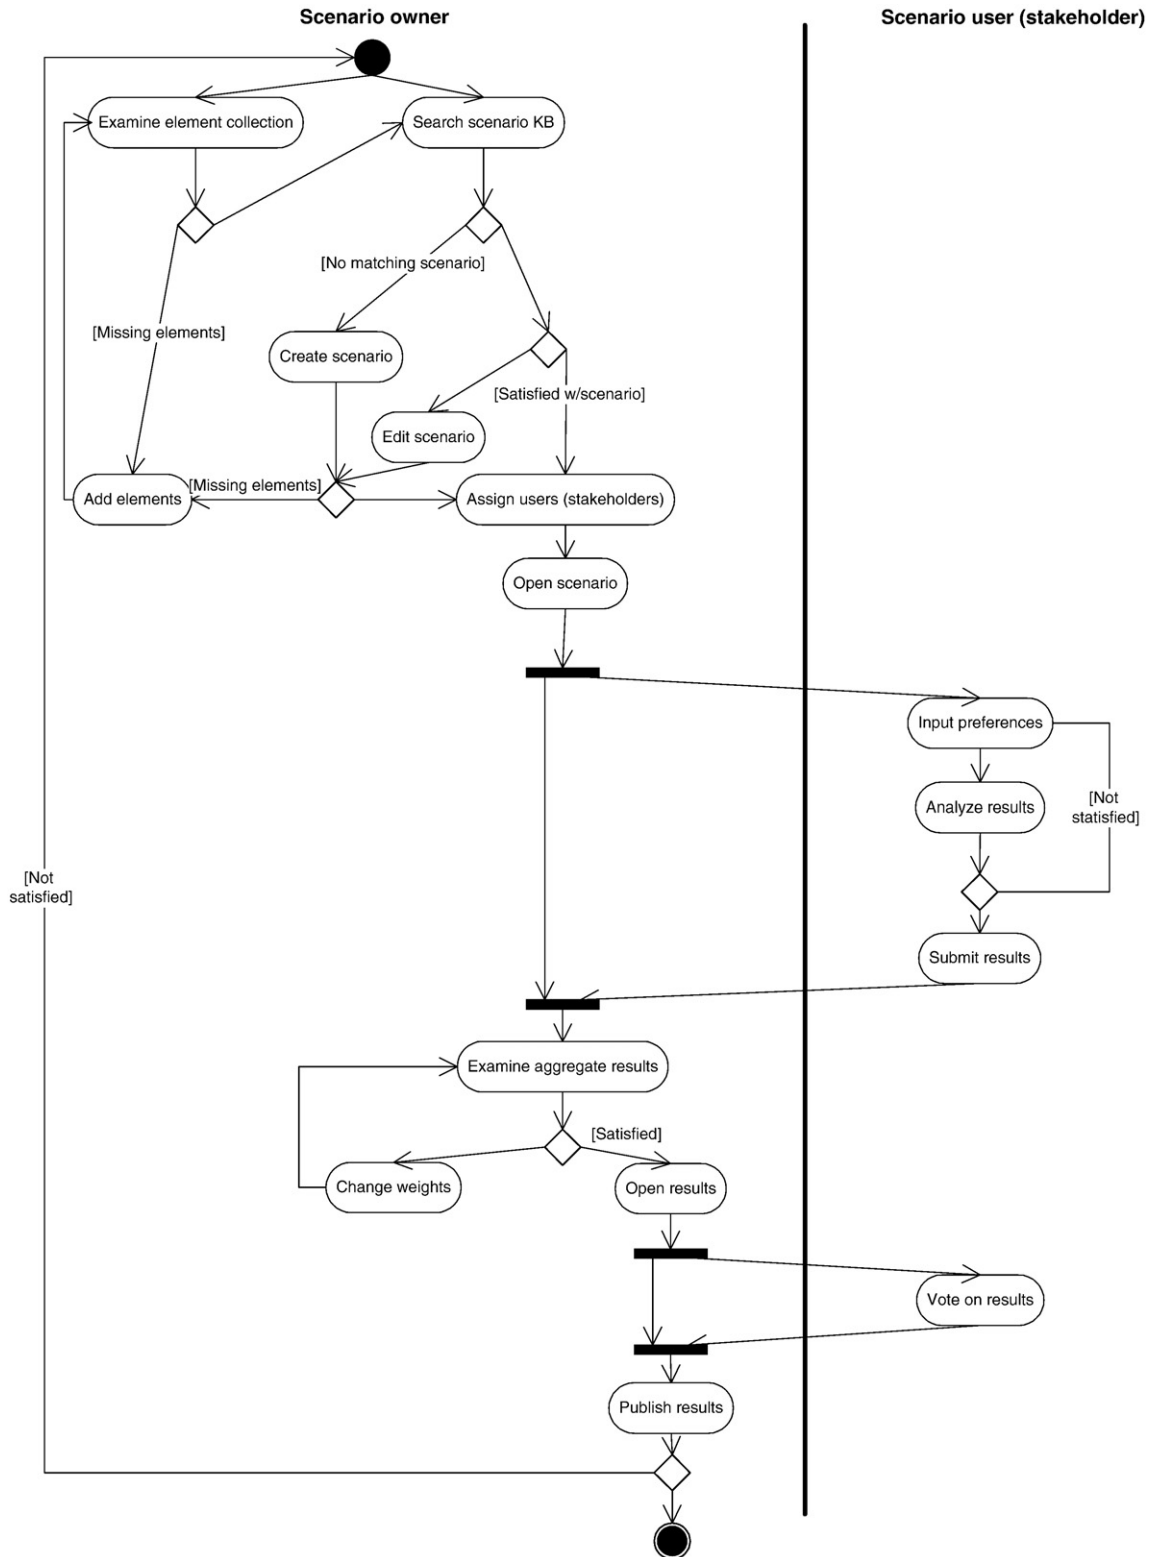 Scenario owner
Scenario user (stakeholder)
Examine element collection
Search scenario KB
[No matching scenario]
[Missing elements]
Create scenario
[Satisfied w/scenario]
Edit scenario
[Missing elements]
Add elements
Assign users (stakeholders)
Open scenario
Input preferences
Analyze results
[Not
statisfied]
[Not
satisfied]
Submit results
Examine aggregate results
[Satisfied]
Change weights
Open results
Vote on results
Publish results